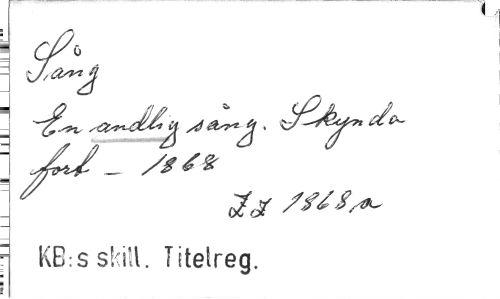 Sång
En andlig sång. Skynda
fort – 1868
ZZ 1868 a
KB:s skill. Titelreg.